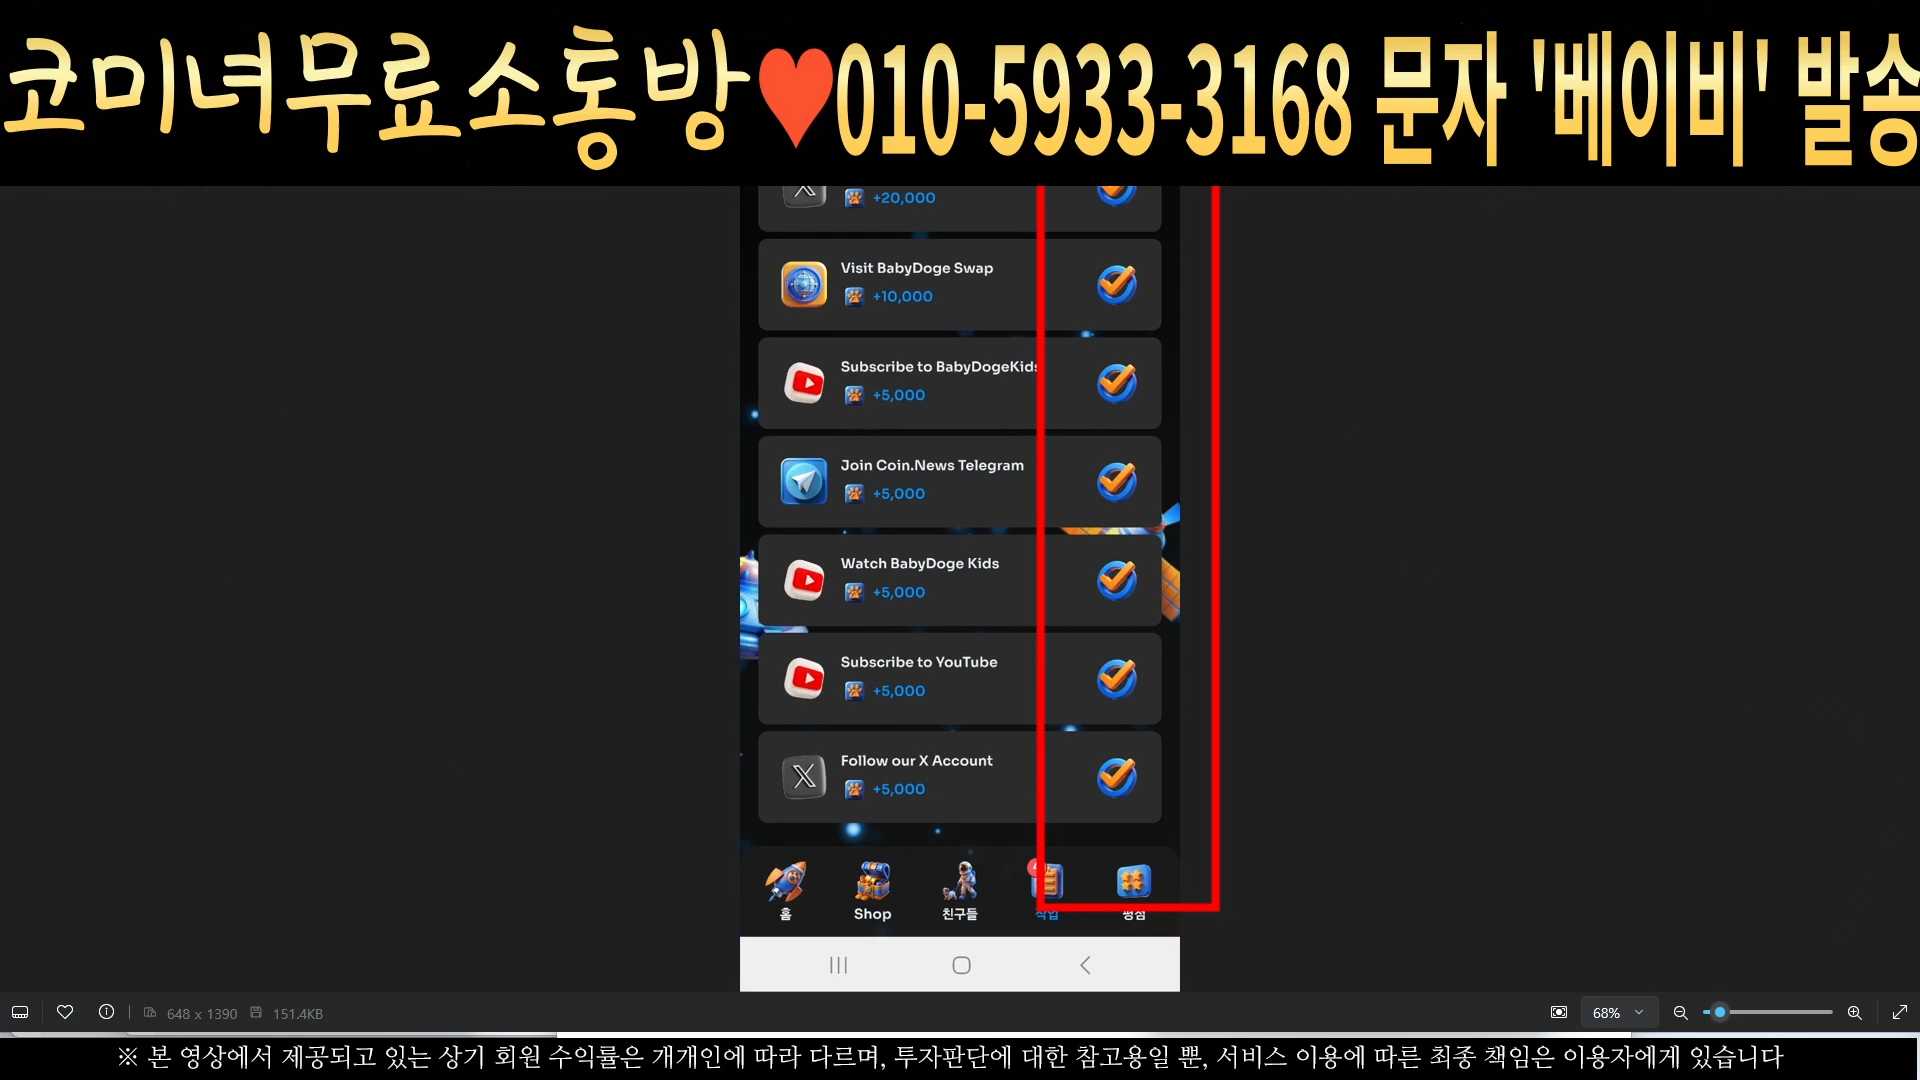 코미녀무료소통방♥010-5933-3168 문자 '베이비' 발송
+20,000
Visit BabyDoge Swap
+10,000
Subscribe to BabyDogeKids
+5,000
Join Coin.News Telegram
+5,000
Watch BabyDoge Kids
+5,000
Subscribe to YouTube
+5,000
Follow our X Account
+5,000
홈 Shop 친구들 작업 평점
648 x 1390 151.4KB 68%
※ 본 영상에서 제공되고 있는 상기 회원 수익률은 개개인에 따라 다르며, 투자판단에 대한 참고용일 뿐, 서비스 이용에 따른 최종 책임은 이용자에게 있습니다